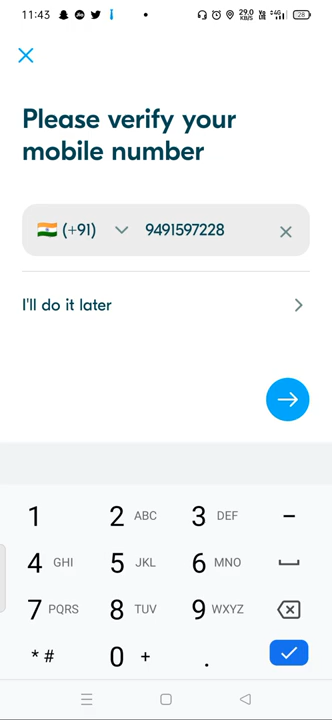 11:43
29.0
KB/S
4G
28
Please verify your
mobile number
(+91) 9491597228
I'll do it later
1 2 ABC 3 DEF –
4 GHI 5 JKL 6 MNO
7 PQRS 8 TUV 9 WXYZ
* # 0 + .